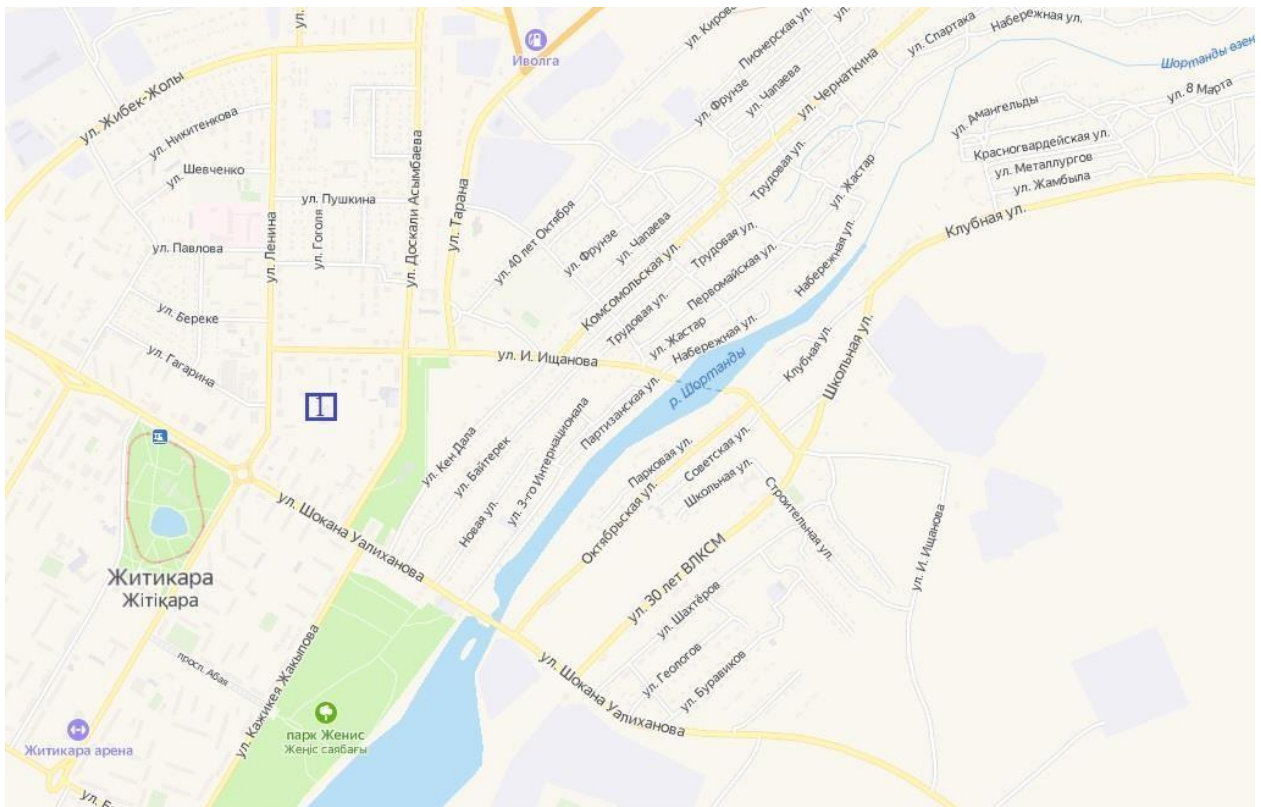 ул.
Иволга
ул. Киров
Пионерская ул.
ул.
ул. Спартака
Набережная ул.
Шортанды өзен
ул. Жибек-Жолы
ул. Никитенкова
ул. Шевченко
ул. Пушкина
ул. Гоголя
ул. Павлова
ул. Ленина
ул. Доскали Асымбаева
ул. Тарана
ул. Береке
ул. Гагарина
ул. Фрунзе
ул. Чапаева
ул. Чернаткина
ул. Амангельды
ул. 8 Марта
Красногвардейская ул.
ул. Металлургов
ул. Жамбыла
Клубная ул.
Трудовая ул.
ул. Жастар
ул. 40 лет Октября
ул. Фрунзе
ул. Чапаева
Комсомольская ул.
Трудовая ул.
Первомайская ул.
Набережная ул.
Трудовая ул.
ул. Жастар
Набережная ул.
р. Шортанды
Клубная ул.
Школьная ул.
ул. И. Ищанова
1
Партизанская ул.
ул. Кен Дала
ул. Байтерек
Новая ул.
ул. 3-го Интернационала
Парковая ул.
Советская ул.
Школьная ул.
Октябрьская ул.
Строительная ул.
ул. И. Ищанова
ул. Шокана Уалиханова
ул. 30 лет ВЛКСМ
ул. Шахтёров
ул. Геологов
ул. Буравиков
ул. Шокана Уалиханова
Житикара
Жітіқара
просп. Абая
ул. Кажикея Жакыпова
парк Женис
Жеңіс саябағы
Житикара арена